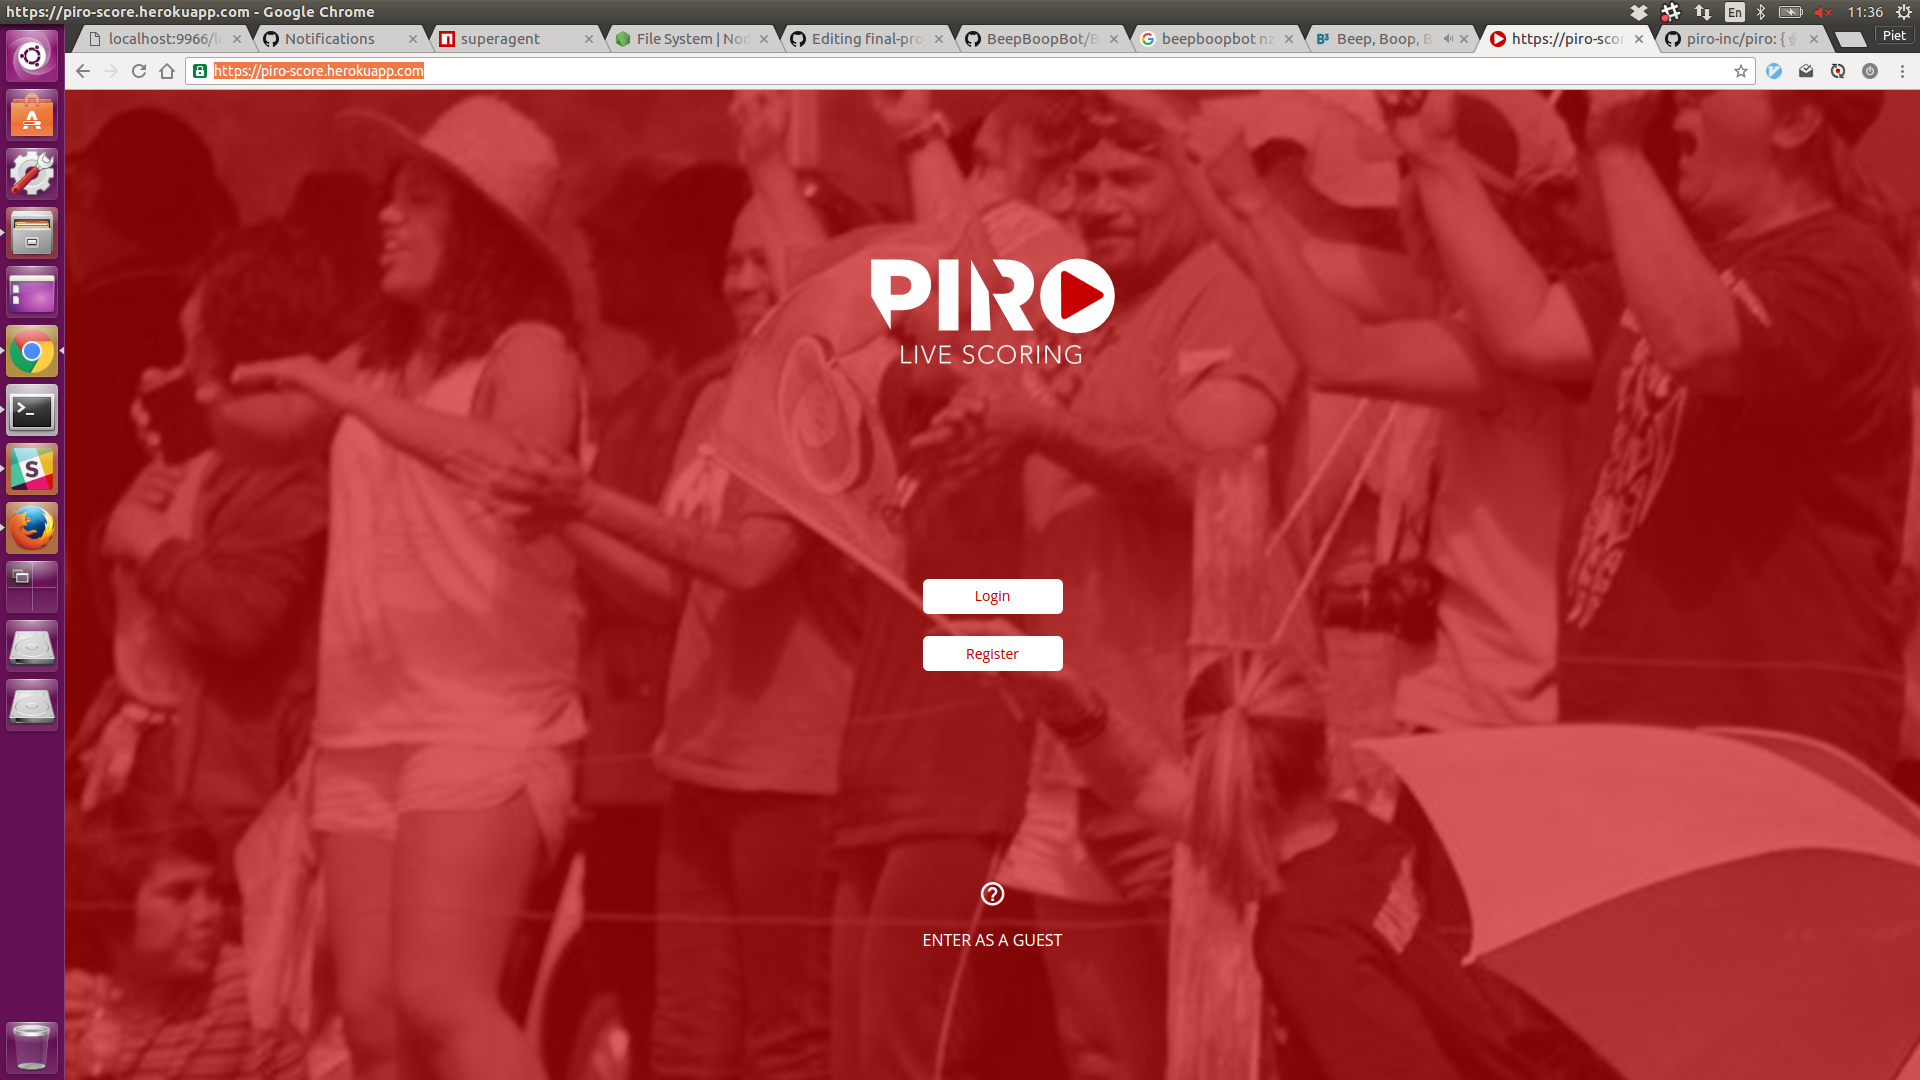 https://piro-score.herokuapp.com - Google Chrome
En
11:36
localhost:9966/l
Notifications
superagent
File System | Nod
Editing final-pro
BeepBoopBot/B
beepboopbot nz
Beep, Boop, B
https://piro-scor
piro-inc/piro: {
Piet
https://piro-score.herokuapp.com
PIRO
LIVE SCORING
Login
Register
ENTER AS A GUEST